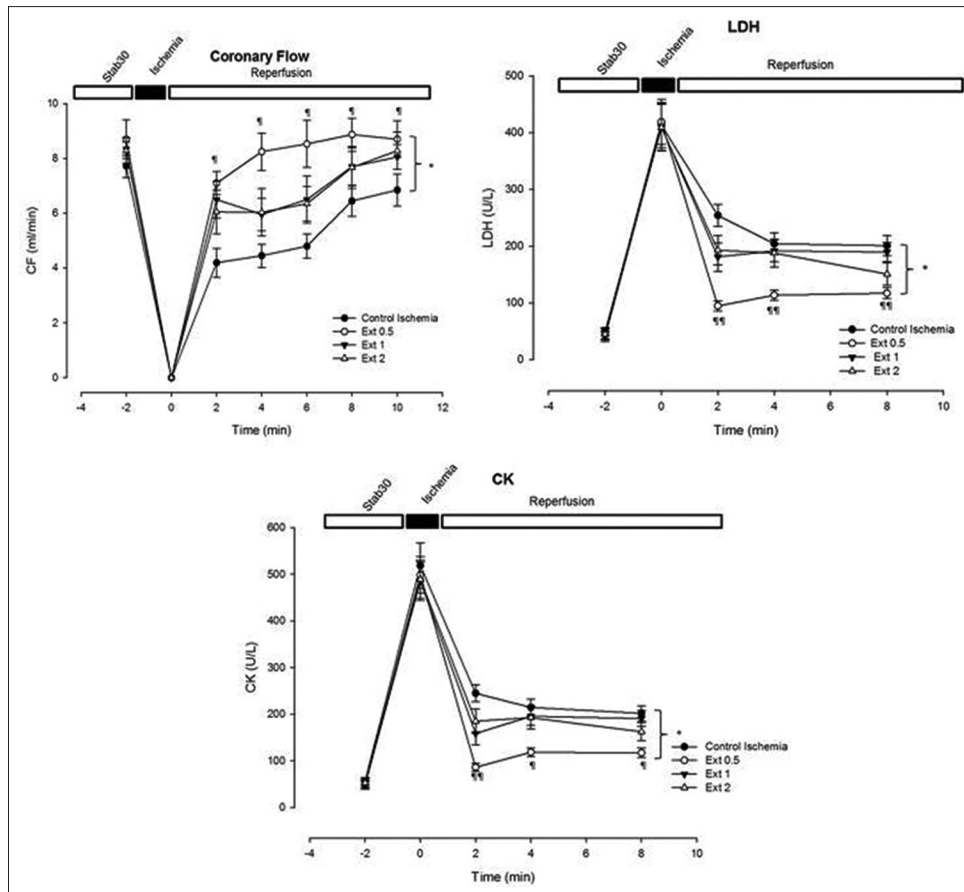 Coronary Flow
Stab30
Ischemia
Reperfusion
10
8
6
4
2
0
CF (ml/min)
¶ ¶ ¶ ¶ ¶
*
Control Ischemia
Ext 0.5
Ext 1
Ext 2
-4 -2 0 2 4 6 8 10 12
Time (min)
LDH
Stab30
Ischemia
Reperfusion
500
400
300
200
100
0
LDH (U/L)
*
¶¶ ¶¶ ¶¶
Control Ischemia
Ext 0.5
Ext 1
Ext 2
-4 -2 0 2 4 6 8 10
Time (min)
CK
Stab30
Ischemia
Reperfusion
600
500
400
300
200
100
0
CK (U/L)
*
¶¶ ¶ ¶
Control Ischemia
Ext 0.5
Ext 1
Ext 2
-4 -2 0 2 4 6 8 10
Time (min)